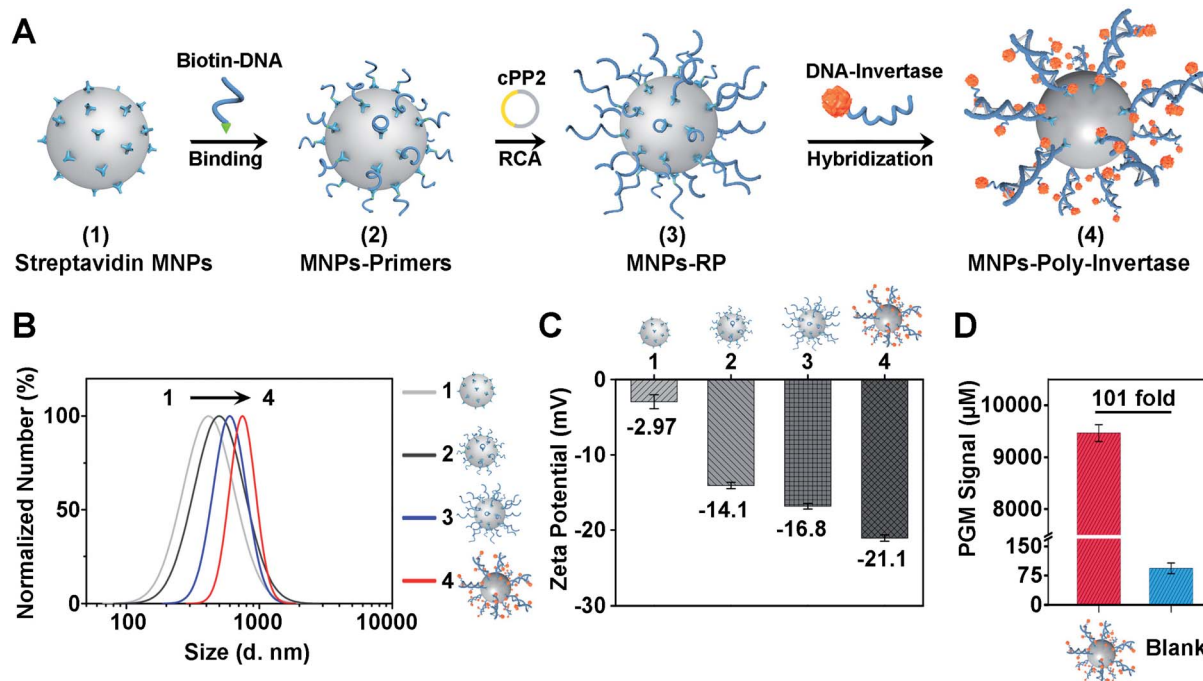 A
Biotin-DNA
Binding
cPP2
RCA
DNA-Invertase
Hybridization
(1)
Streptavidin MNPs
(2)
MNPs-Primers
(3)
MNPs-RP
(4)
MNPs-Poly-Invertase
B
Normalized Number (%)
100
50
0
1
4
100
1000
10000
Size (d. nm)
1
2
3
4
C
1
2
3
4
Zeta Potential (mV)
0
-10
-20
-30
-2.97
-14.1
-16.8
-21.1
D
PGM Signal (μM)
10000
9000
8000
150
75
0
101 fold
Blank